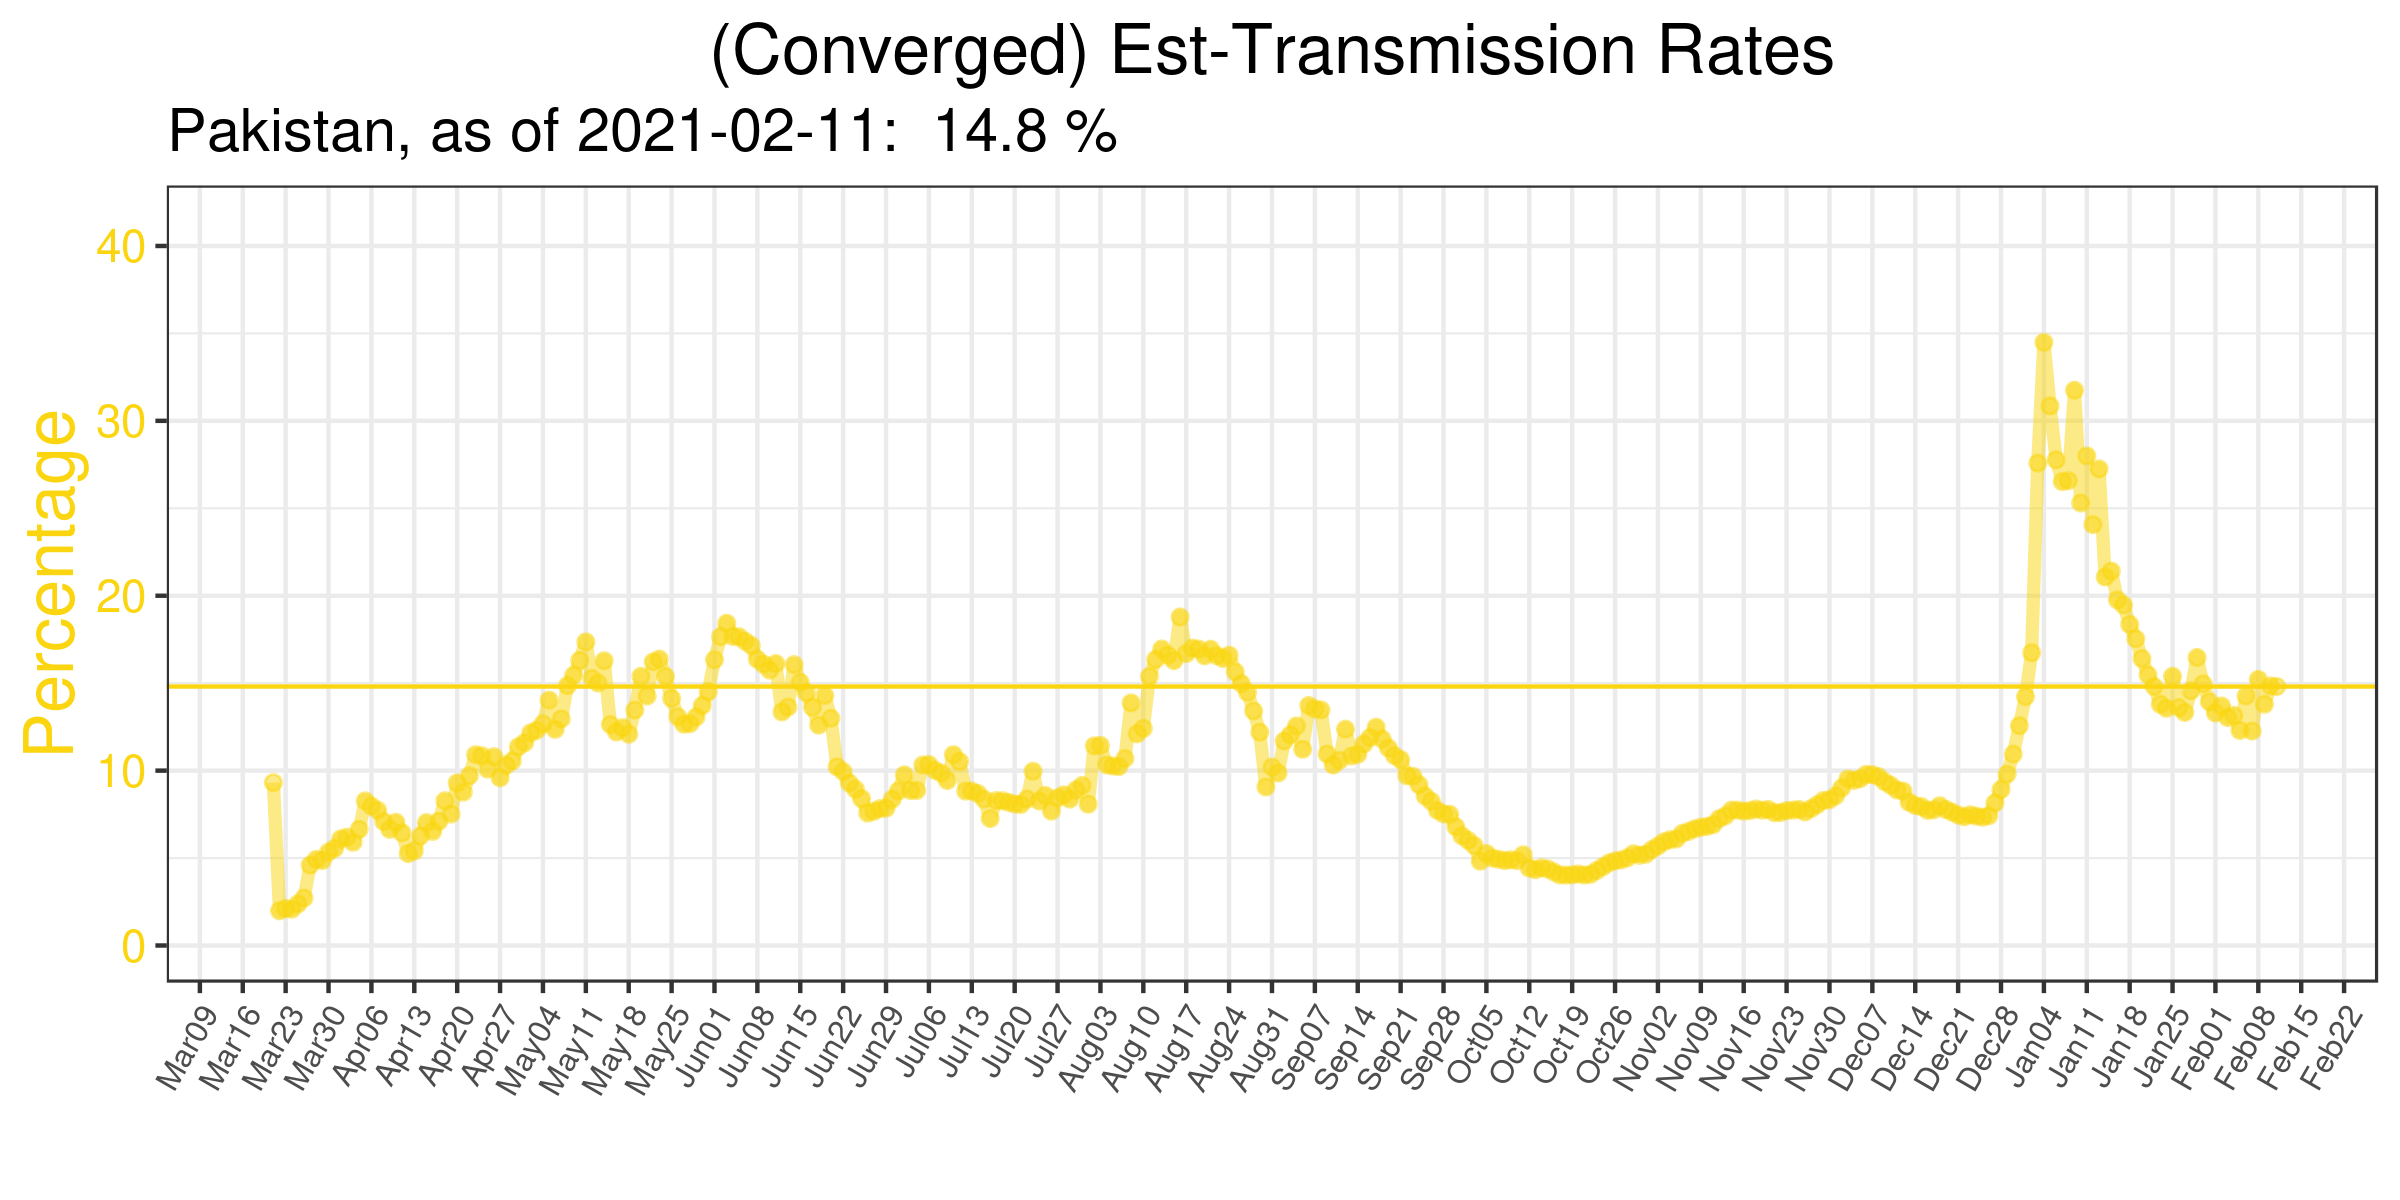 (Converged) Est-Transmission Rates
Pakistan, as of 2021-02-11:  14.8 %
Percentage
40
30
20
10
0
Mar09
Mar16
Mar23
Mar30
Apr06
Apr13
Apr20
Apr27
May04
May11
May18
May25
Jun01
Jun08
Jun15
Jun22
Jun29
Jul06
Jul13
Jul20
Jul27
Aug03
Aug10
Aug17
Aug24
Aug31
Sep07
Sep14
Sep21
Sep28
Oct05
Oct12
Oct19
Oct26
Nov02
Nov09
Nov16
Nov23
Nov30
Dec07
Dec14
Dec21
Dec28
Jan04
Jan11
Jan18
Jan25
Feb01
Feb08
Feb15
Feb22